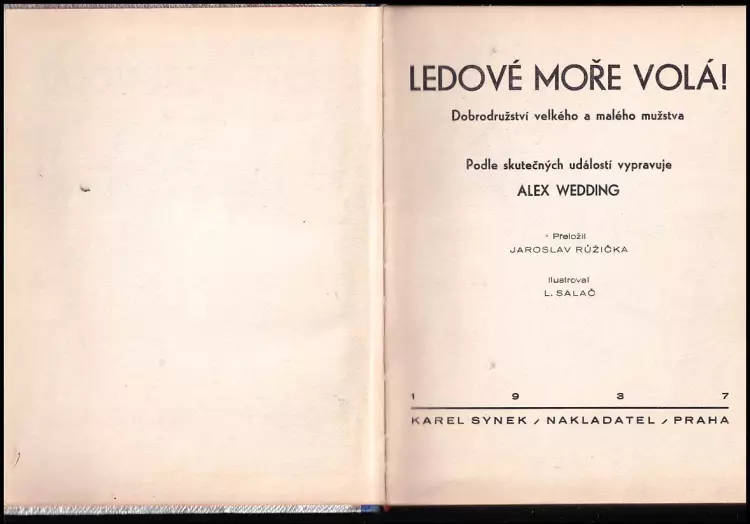 LEDOVÉ MOŘE VOLÁ!
Dobrodružství velkého a malého mužstva
Podle skutečných událostí vypravuje
ALEX WEDDING
Přeložil
JAROSLAV RŮŽIČKA
Ilustroval
L. SALAČ
1 9 3 7
KAREL SYNEK / NAKLADATEL / PRAHA